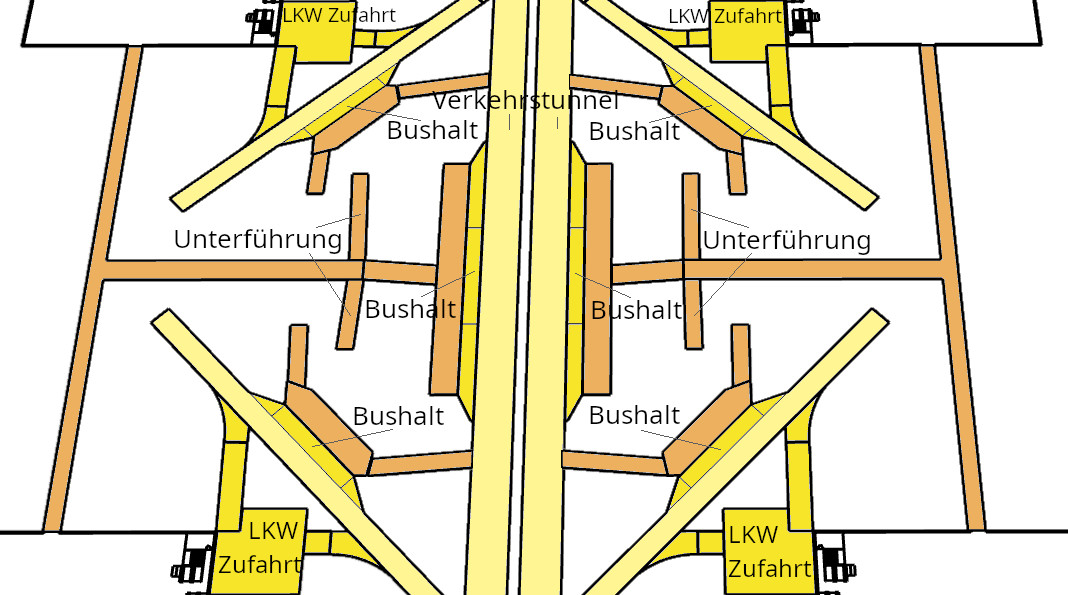 LKW Zufahrt
LKW Zufahrt
Verkehrstunnel
Bushalt
Bushalt
Unterführung
Unterführung
Bushalt
Bushalt
Bushalt
Bushalt
LKW
Zufahrt
LKW
Zufahrt